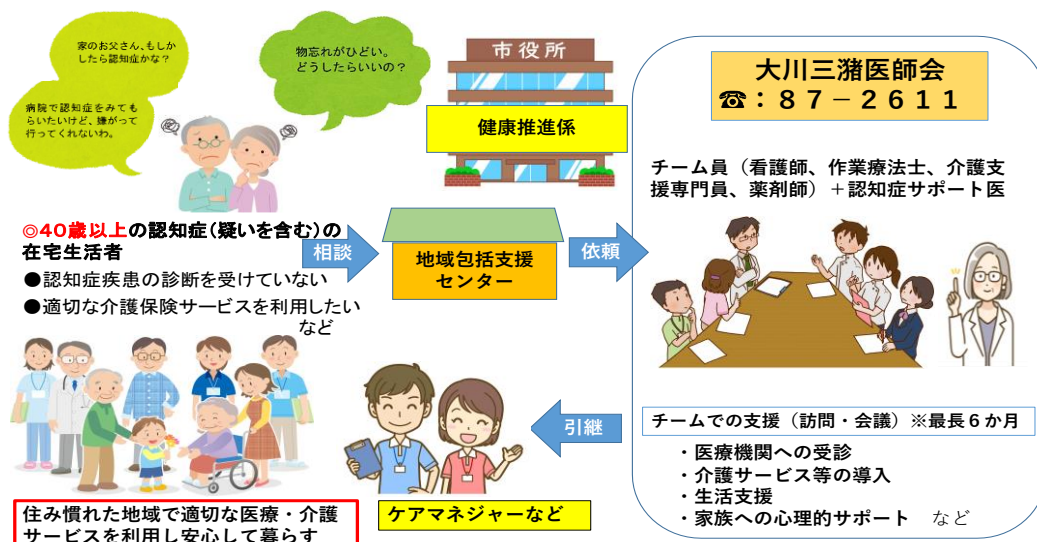 家のお父さん、もしか
したら認知症かな？
病院で認知症をみても
らいたいけど、嫌がって
行ってくれないわ。
物忘れがひどい。
どうしたらいいの？
市役所
健康推進係
◎40歳以上の認知症（疑いを含む）の
在宅生活者
●認知症疾患の診断を受けていない
●適切な介護保険サービスを利用したい
など
相談
地域包括支援
センター
依頼
大川三潴医師会
☎：８７－２６１１
チーム員（看護師、作業療法士、介護支
援専門員、薬剤師）＋認知症サポート医
チームでの支援（訪問・会議）※最長６か月
・医療機関への受診
・介護サービス等の導入
・生活支援
・家族への心理的サポート　など
引継
ケアマネジャーなど
住み慣れた地域で適切な医療・介護
サービスを利用し安心して暮らす